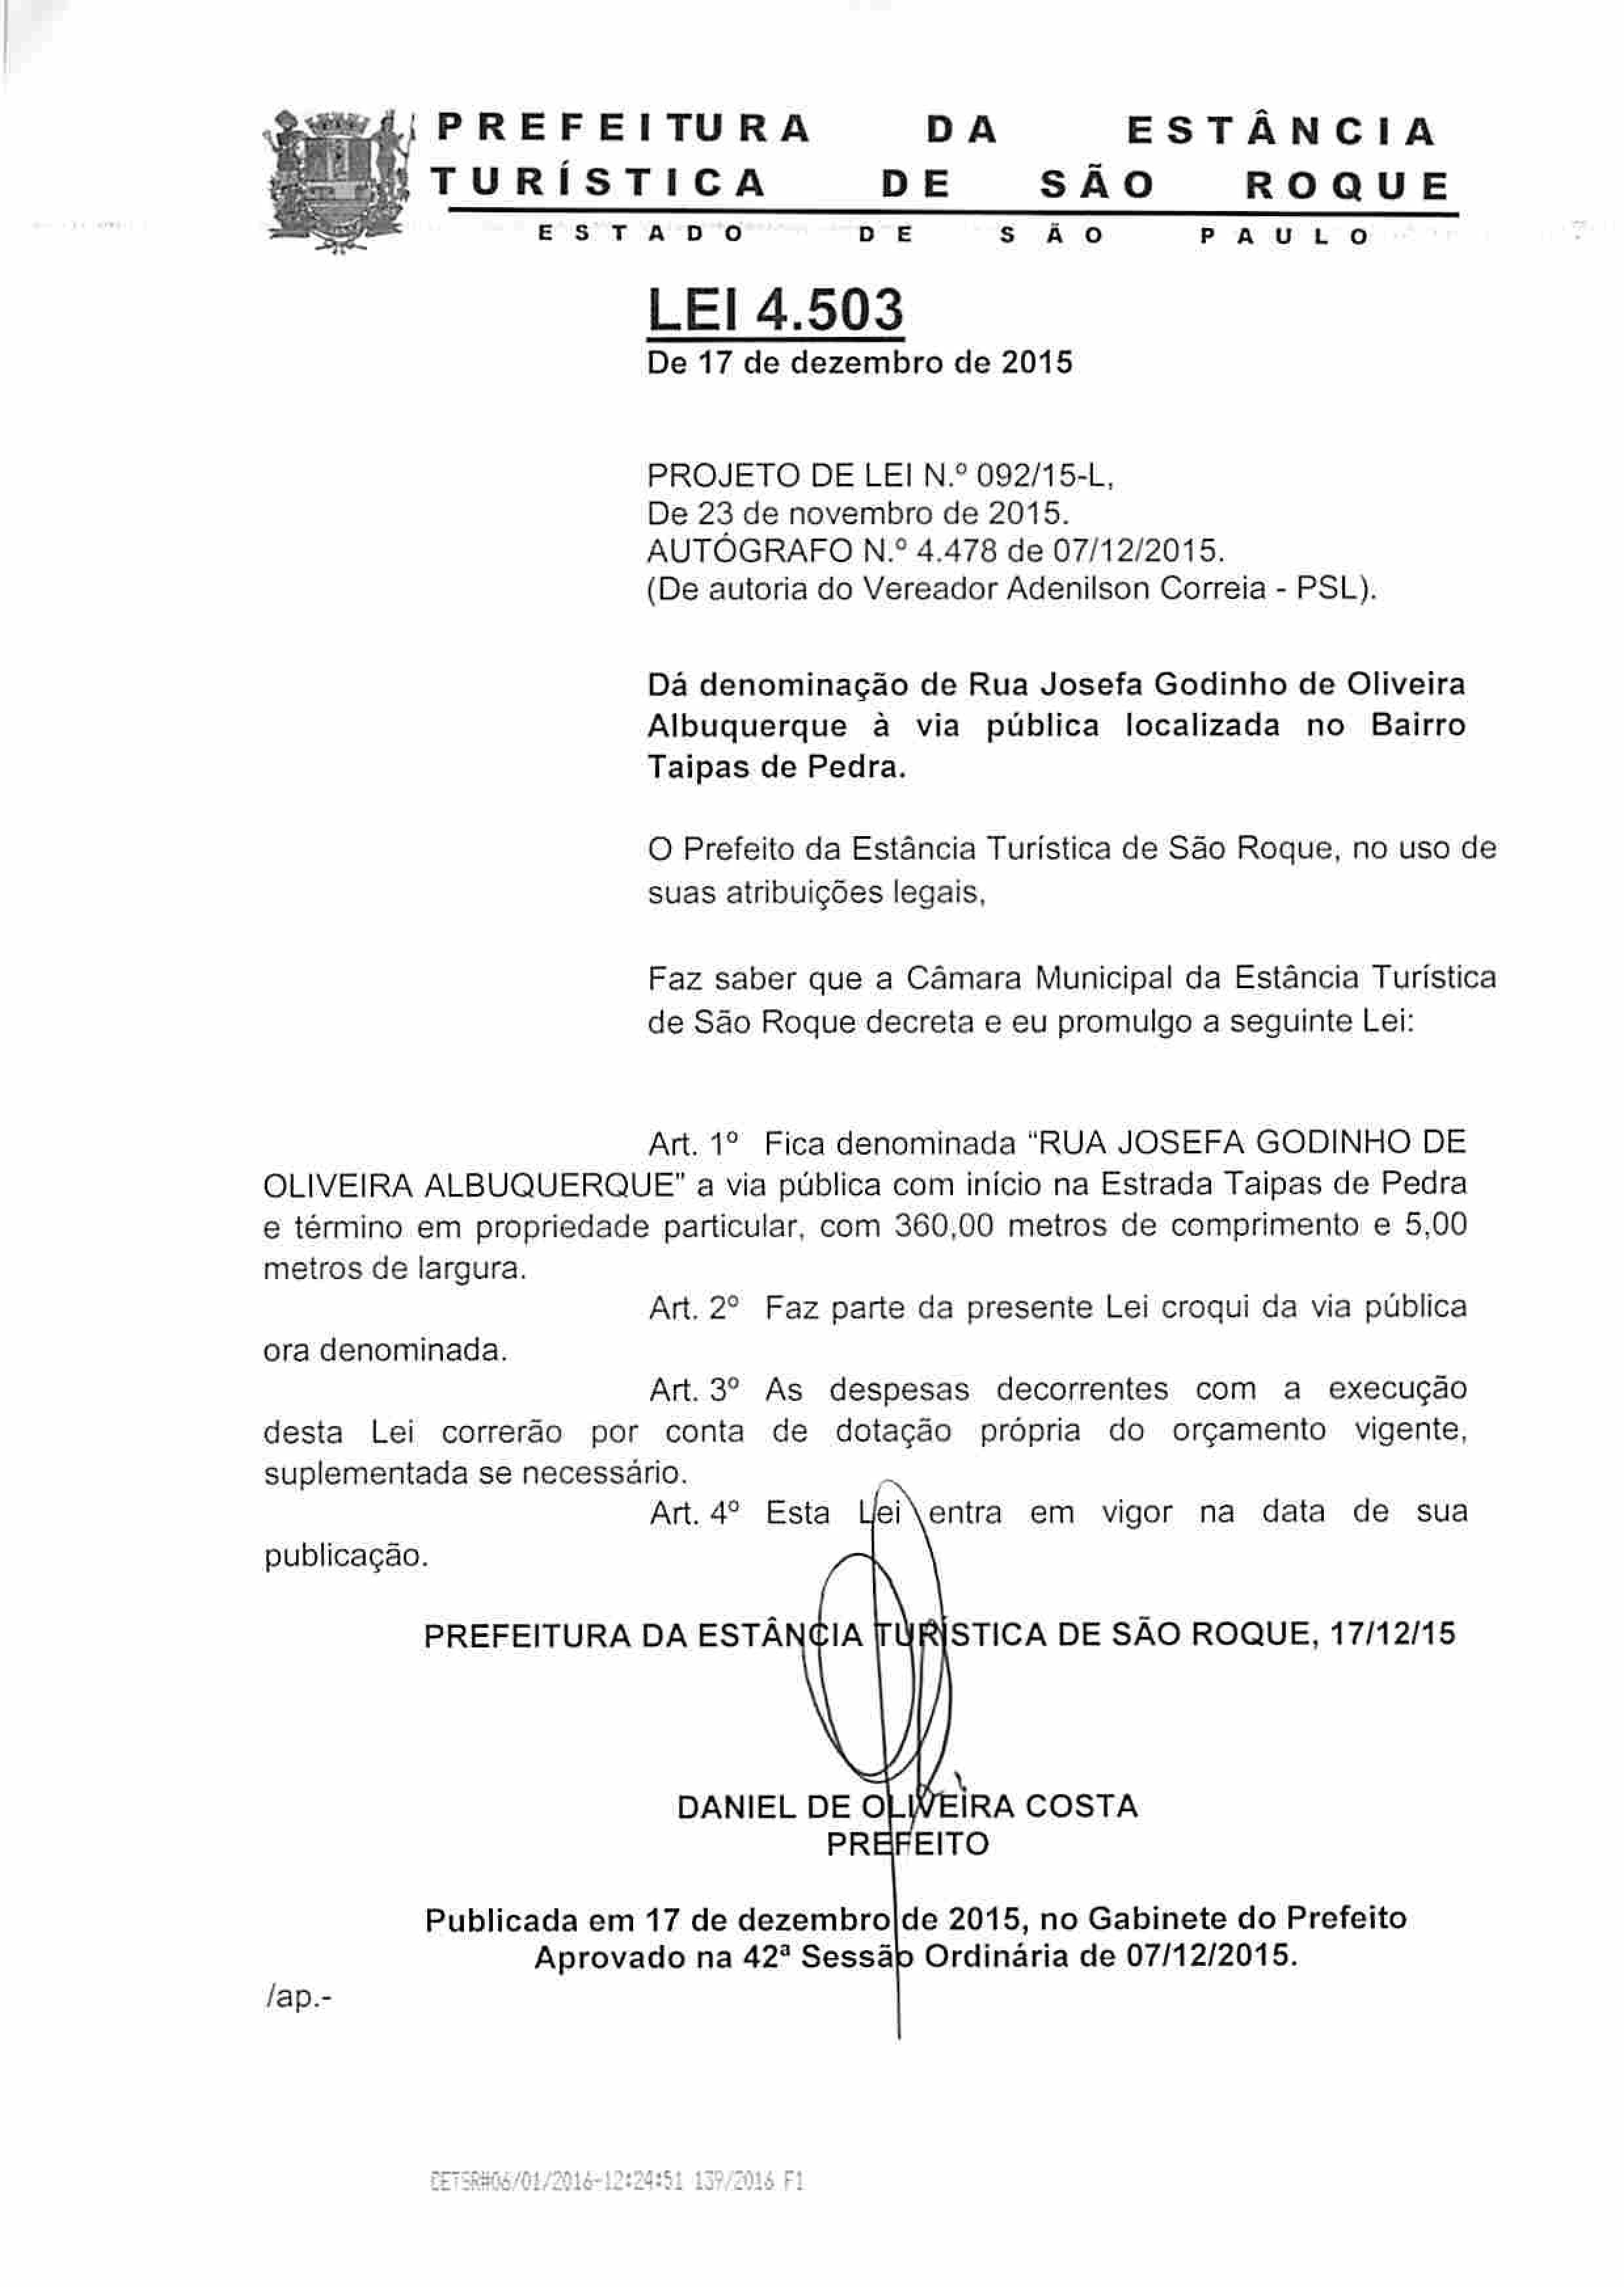 PREFEITURA DA ESTÂNCIA
TURÍSTICA DE SÃO ROQUE
ESTADO DE SÃO PAULO
LEI 4.503
De 17 de dezembro de 2015
PROJETO DE LEI N.º 092/15-L,
De 23 de novembro de 2015.
AUTÓGRAFO N.º 4.478 de 07/12/2015.
(De autoria do Vereador Adenilson Correia - PSL).
Dá denominação de Rua Josefa Godinho de Oliveira
Albuquerque à via pública localizada no Bairro
Taipas de Pedra.
O Prefeito da Estância Turística de São Roque, no uso de
suas atribuições legais,
Faz saber que a Câmara Municipal da Estância Turística
de São Roque decreta e eu promulgo a seguinte Lei:
Art. 1º Fica denominada “RUA JOSEFA GODINHO DE
OLIVEIRA ALBUQUERQUE” a via pública com início na Estrada Taipas de Pedra
e término em propriedade particular, com 360,00 metros de comprimento e 5,00
metros de largura.
Art. 2º Faz parte da presente Lei croqui da via pública
ora denominada.
Art. 3º As despesas decorrentes com a execução
desta Lei correrão por conta de dotação própria do orçamento vigente,
suplementada se necessário.
Art. 4º Esta Lei entra em vigor na data de sua
publicação.
PREFEITURA DA ESTÂNCIA TURÍSTICA DE SÃO ROQUE, 17/12/15
DANIEL DE OLIVEIRA COSTA
PREFEITO
Publicada em 17 de dezembro de 2015, no Gabinete do Prefeito
Aprovado na 42ª Sessão Ordinária de 07/12/2015.
/ap.-
CETSR#06/01/2016-12:24:51 139/2016 F1